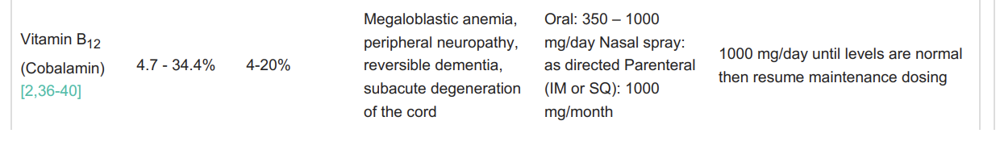 Vitamin B12
(Cobalamin)
[2,36-40]
4.7 - 34.4%
4-20%
Megaloblastic anemia,
peripheral neuropathy,
reversible dementia,
subacute degeneration
of the cord
Oral: 350 – 1000
mg/day Nasal spray:
as directed Parenteral
(IM or SQ): 1000
mg/month
1000 mg/day until levels are normal
then resume maintenance dosing